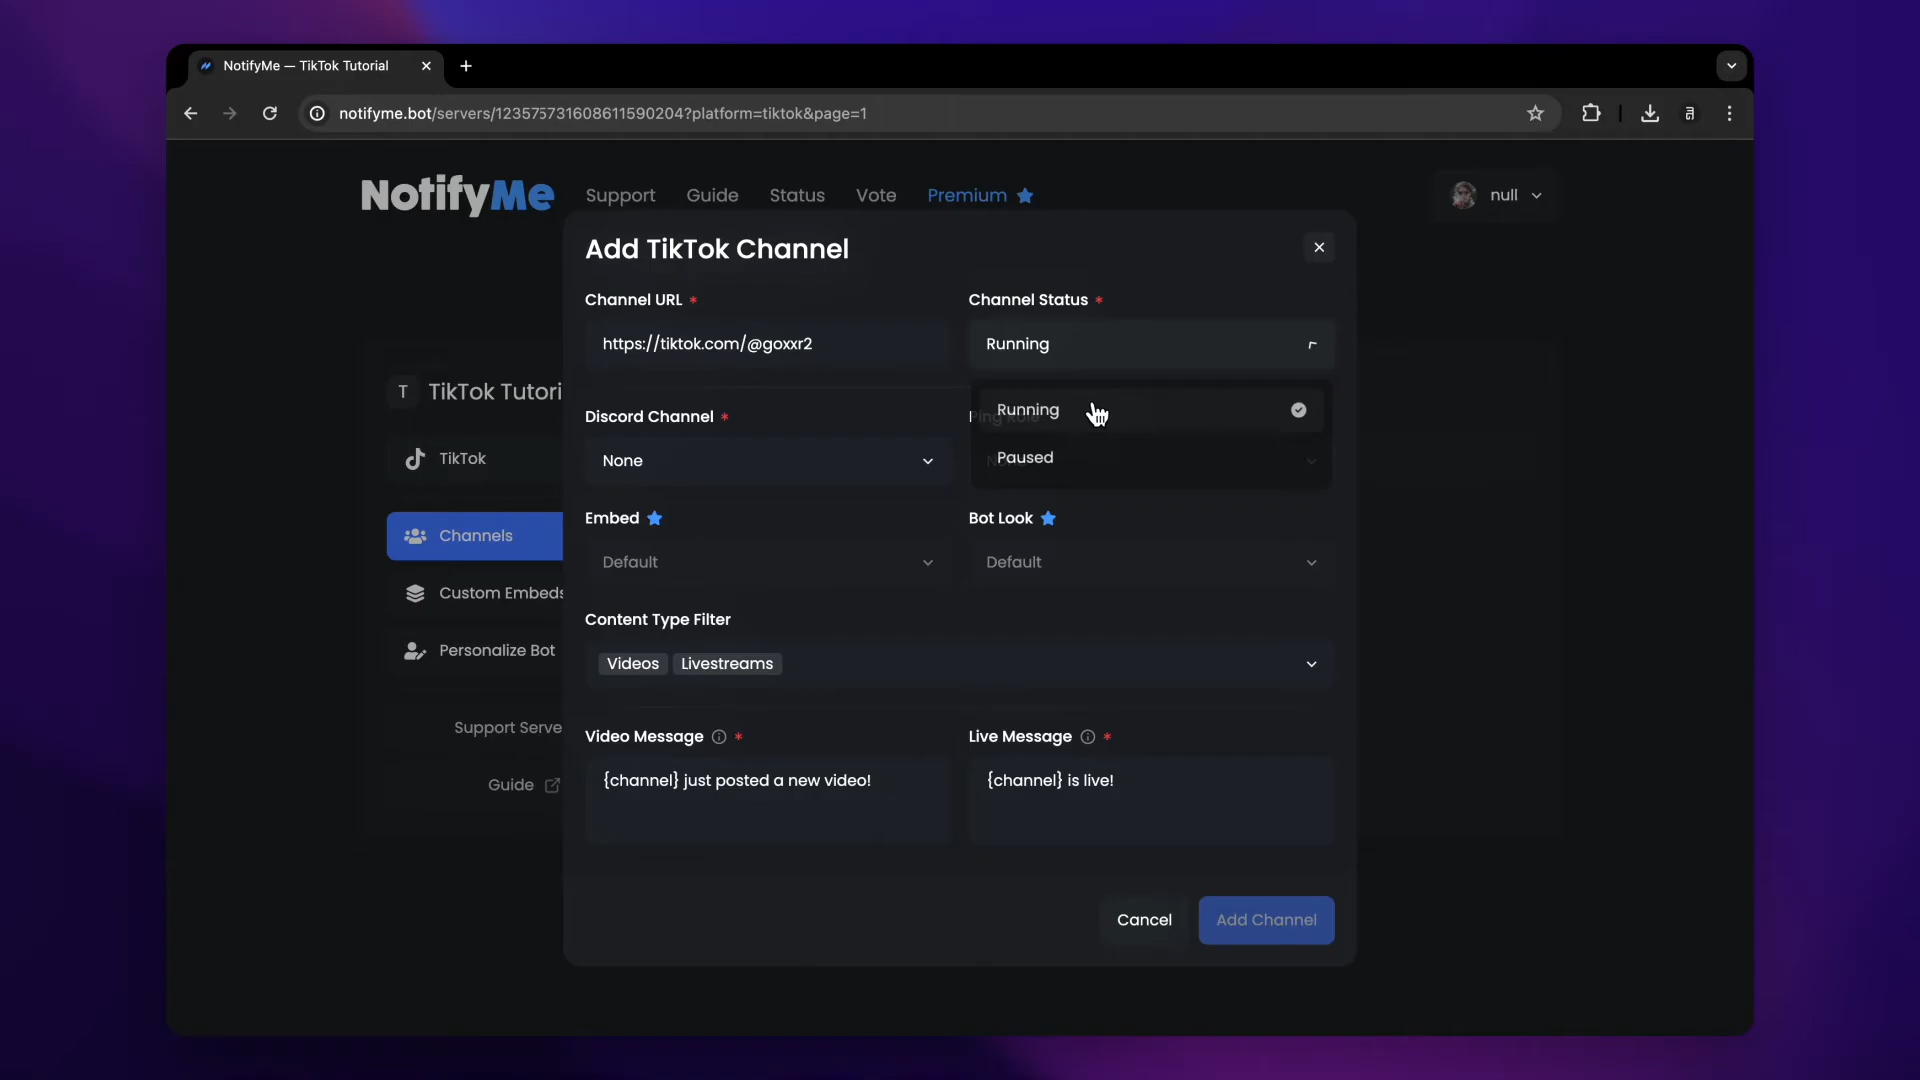 NotifyMe — TikTok Tutorial
notifyme.bot/servers/1235757316086115902​04?platform=tiktok&page=1
NotifyMe
Support
Guide
Status
Vote
Premium
null
Add TikTok Channel
Channel URL *
Channel Status *
https://tiktok.com/@goxxr2
Running
T
TikTok Tutori
Discord Channel *
Ping Role
Running
None
Paused
TikTok
Embed
Bot Look
Channels
Default
Default
Custom Embeds
Content Type Filter
Personalize Bot
Videos
Livestreams
Support Serve
Video Message *
Live Message *
Guide
{channel} just posted a new video!
{channel} is live!
Cancel
Add Channel